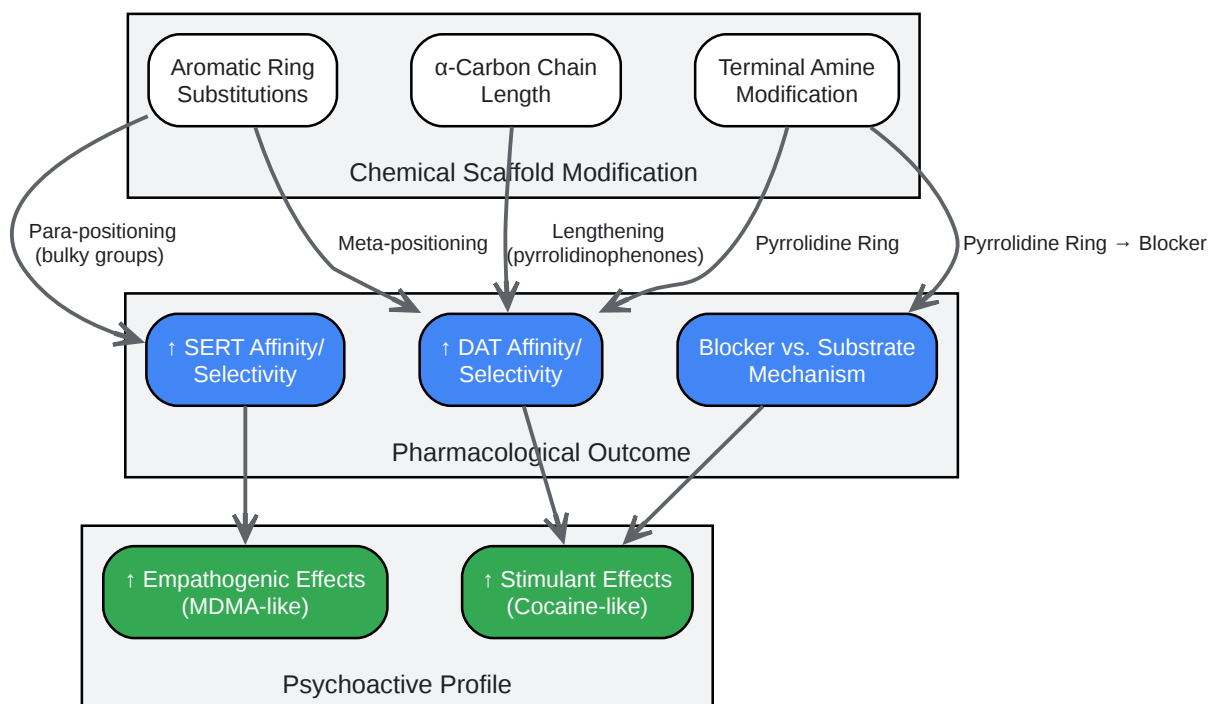 Aromatic Ring
Substitutions
α-Carbon Chain
Length
Terminal Amine
Modification
Chemical Scaffold Modification
Para-positioning
(bulky groups)
Meta-positioning
Lengthening
(pyrrolidinophenones)
Pyrrolidine Ring
Pyrrolidine Ring → Blocker
↑ SERT Affinity/
Selectivity
↑ DAT Affinity/
Selectivity
Blocker vs. Substrate
Mechanism
Pharmacological Outcome
↑ Empathogenic Effects
(MDMA-like)
↑ Stimulant Effects
(Cocaine-like)
Psychoactive Profile